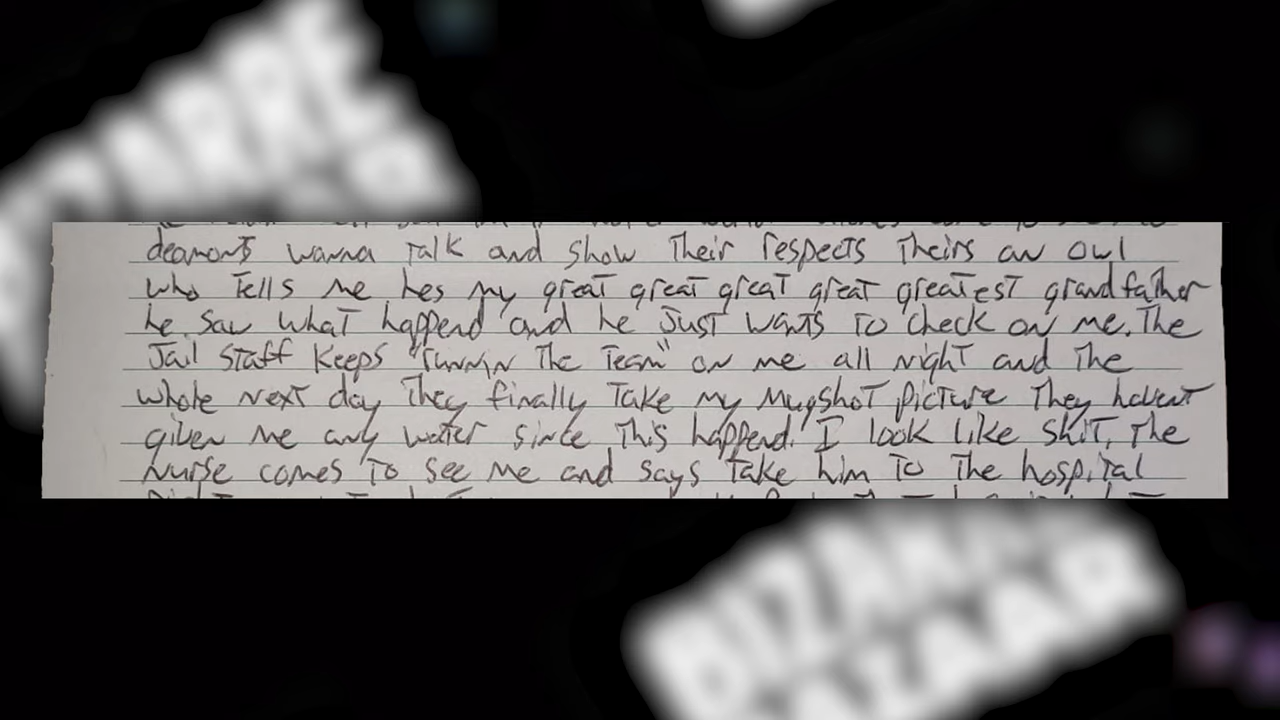 deamons wanna talk and show their respects theirs an owl
who tells me hes my great great great great greatest grandfather
he saw what happend and he just wants to check on me. The
Jail staff keeps "runnin the team" on me all night and the
whole next day they finally take my mugshot picture they havent
given me any water since this happend. I look like shit. The
nurse comes to see me and says take him to the hospital